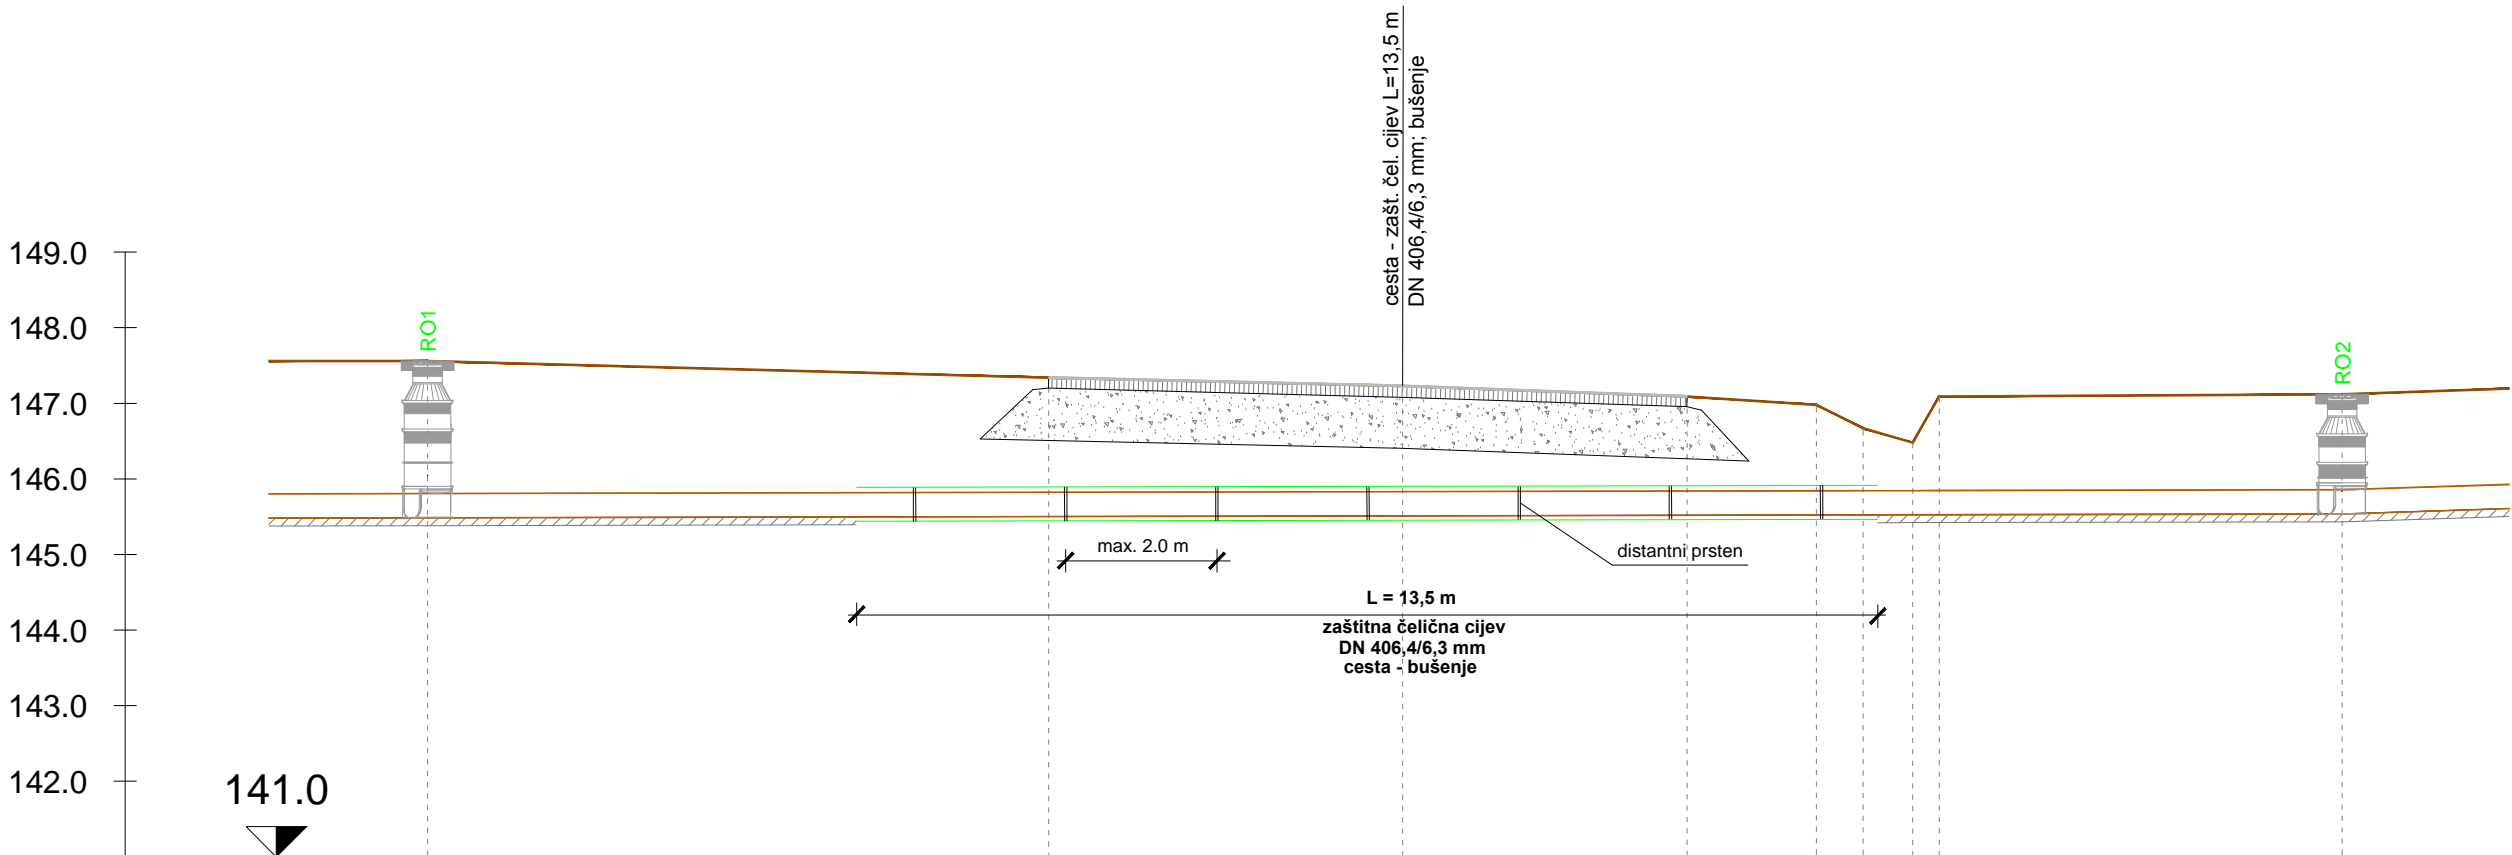 cesta - zašt. čel. cijev L=13,5 m
DN 406,4/6,3 mm; bušenje
149.0
148.0
147.0
146.0
145.0
144.0
143.0
142.0
141.0
RO1
RO2
max. 2.0 m
distantni prsten
L = 13,5 m
zaštitna čelična cijev
DN 406,4/6,3 mm
cesta - bušenje